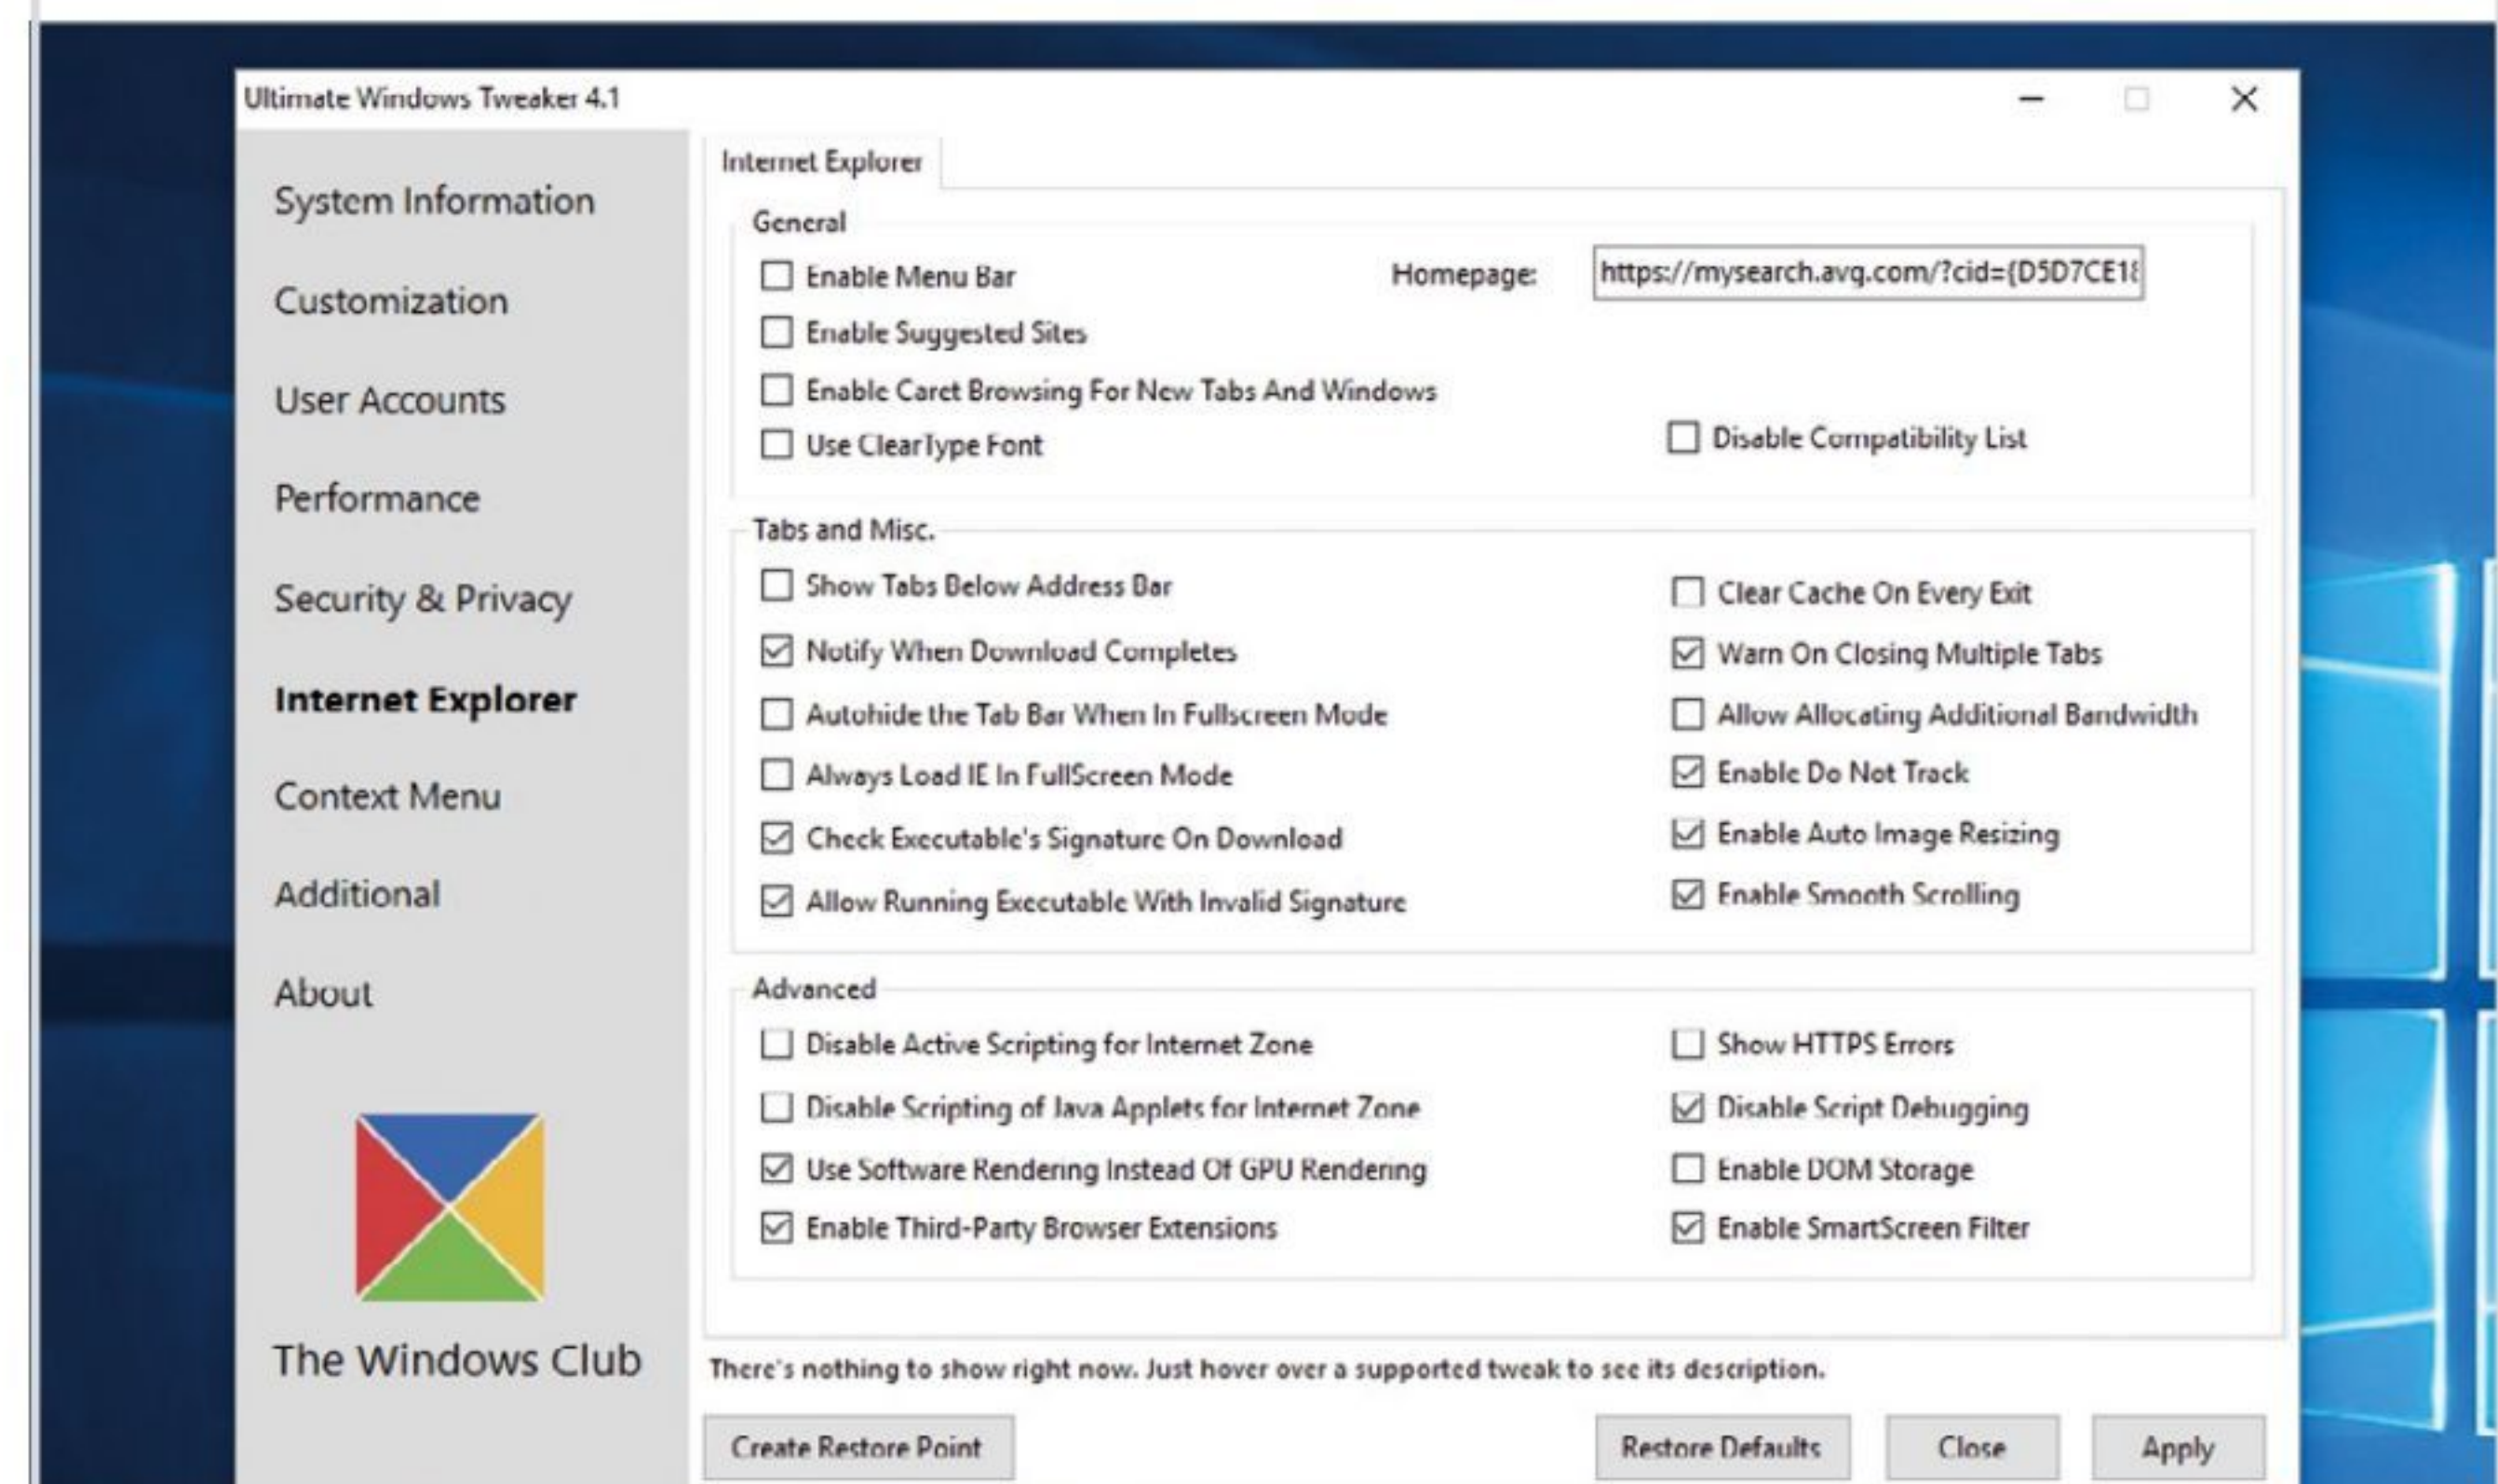 Ultimate Windows Tweaker 4.1
System Information
Customization
User Accounts
Performance
Security & Privacy
Internet Explorer
Context Menu
Additional
About
The Windows Club
Internet Explorer
General
Enable Menu Bar
Homepage: https://mysearch.avg.com/?cid={D5D7CE18
Enable Suggested Sites
Enable Caret Browsing For New Tabs And Windows
Use ClearType Font
Disable Compatibility List
Tabs and Misc.
Show Tabs Below Address Bar
Clear Cache On Every Exit
Notify When Download Completes
Warn On Closing Multiple Tabs
Autohide the Tab Bar When In Fullscreen Mode
Allow Allocating Additional Bandwidth
Always Load IE In FullScreen Mode
Enable Do Not Track
Check Executable's Signature On Download
Enable Auto Image Resizing
Allow Running Executable With Invalid Signature
Enable Smooth Scrolling
Advanced
Disable Active Scripting for Internet Zone
Show HTTPS Errors
Disable Scripting of Java Applets for Internet Zone
Disable Script Debugging
Use Software Rendering Instead Of GPU Rendering
Enable DOM Storage
Enable Third-Party Browser Extensions
Enable SmartScreen Filter
There's nothing to show right now. Just hover over a supported tweak to see its description.
Create Restore Point
Restore Defaults
Close
Apply